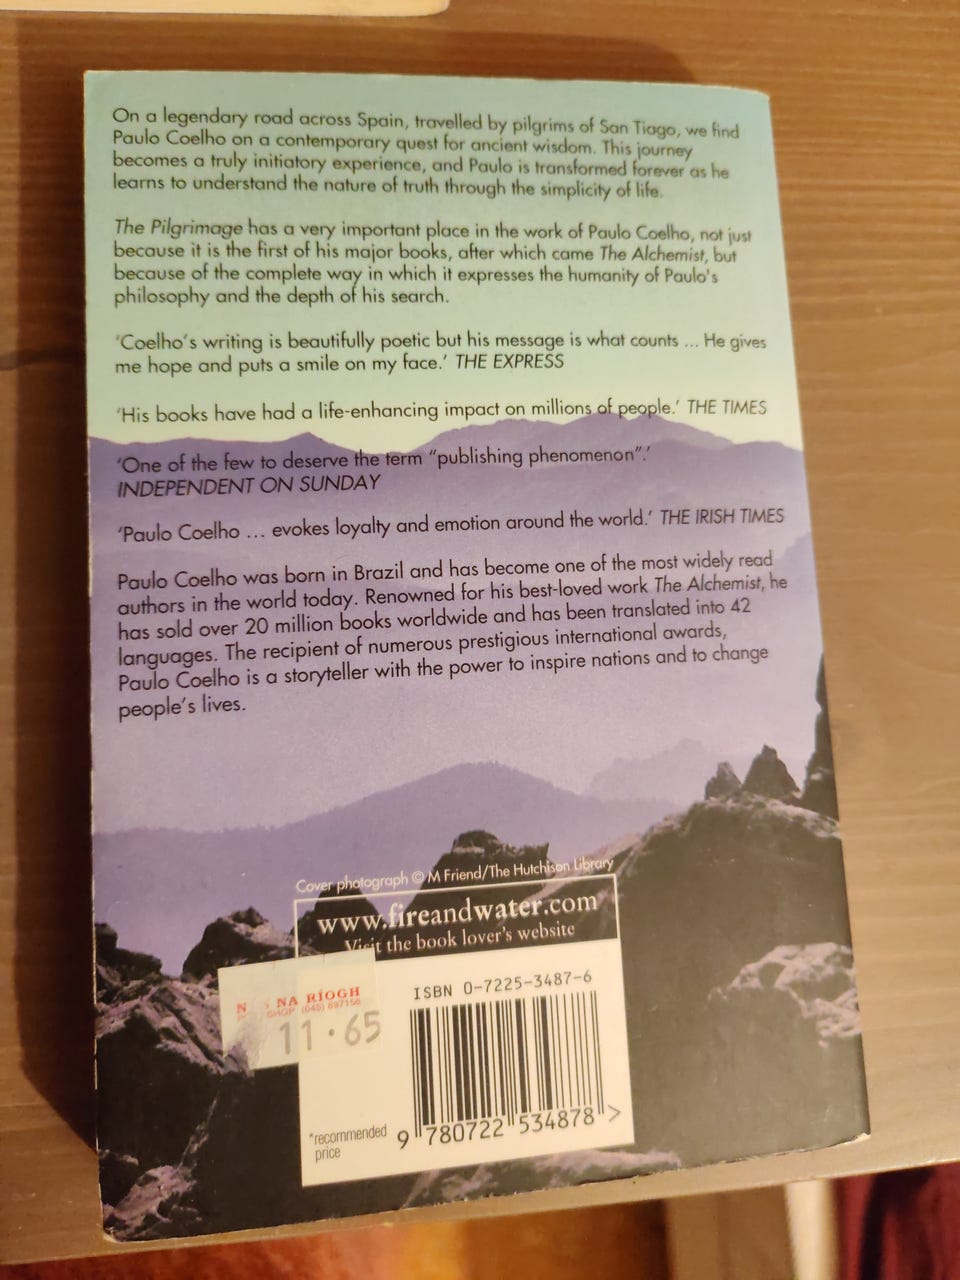 On a legendary road across Spain, travelled by pilgrims of San Tiago, we find
Paulo Coelho on a contemporary quest for ancient wisdom. This journey
becomes a truly initiatory experience, and Paulo is transformed forever as he
learns to understand the nature of truth through the simplicity of life.
The Pilgrimage has a very important place in the work of Paulo Coelho, not just
because it is the first of his major books, after which came The Alchemist, but
because of the complete way in which it expresses the humanity of Paulo's
philosophy and the depth of his search.
'Coelho's writing is beautifully poetic but his message is what counts ... He gives
me hope and puts a smile on my face.' THE EXPRESS
'His books have had a life-enhancing impact on millions of people.' THE TIMES
'One of the few to deserve the term "publishing phenomenon".'
INDEPENDENT ON SUNDAY
'Paulo Coelho ... evokes loyalty and emotion around the world.' THE IRISH TIMES
Paulo Coelho was born in Brazil and has become one of the most widely read
authors in the world today. Renowned for his best-loved work The Alchemist, he
has sold over 20 million books worldwide and has been translated into 42
languages. The recipient of numerous prestigious international awards,
Paulo Coelho is a storyteller with the power to inspire nations and to change
people's lives.
Cover photograph © M Friend/The Hutchison Library
www.fireandwater.com
Visit the book lover's website
NA RÍOGH
SHOP (045) 897156
11·65
ISBN 0-7225-3487-6
*recommended
price
9 780722 534878 >